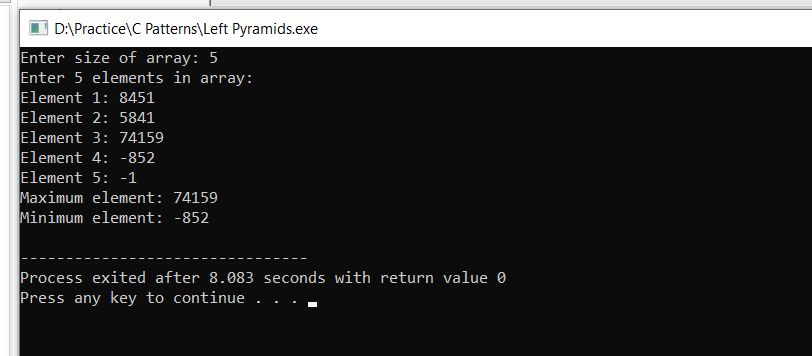 D:\Practice\C Patterns\Left Pyramids.exe
Enter size of array: 5
Enter 5 elements in array:
Element 1: 8451
Element 2: 5841
Element 3: 74159
Element 4: -852
Element 5: -1
Maximum element: 74159
Minimum element: -852
--------------------------------
Process exited after 8.083 seconds with return value 0
Press any key to continue . . .